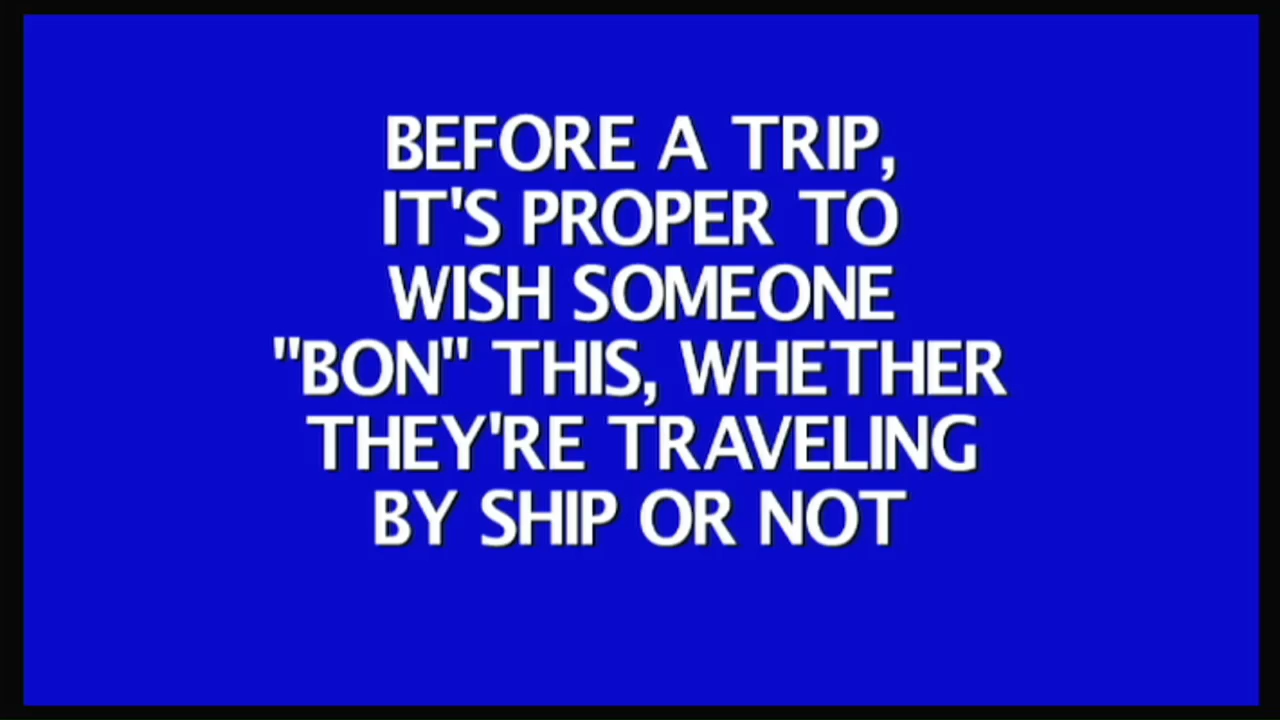 BEFORE A TRIP,
IT'S PROPER TO
WISH SOMEONE
"BON" THIS, WHETHER
THEY'RE TRAVELING
BY SHIP OR NOT